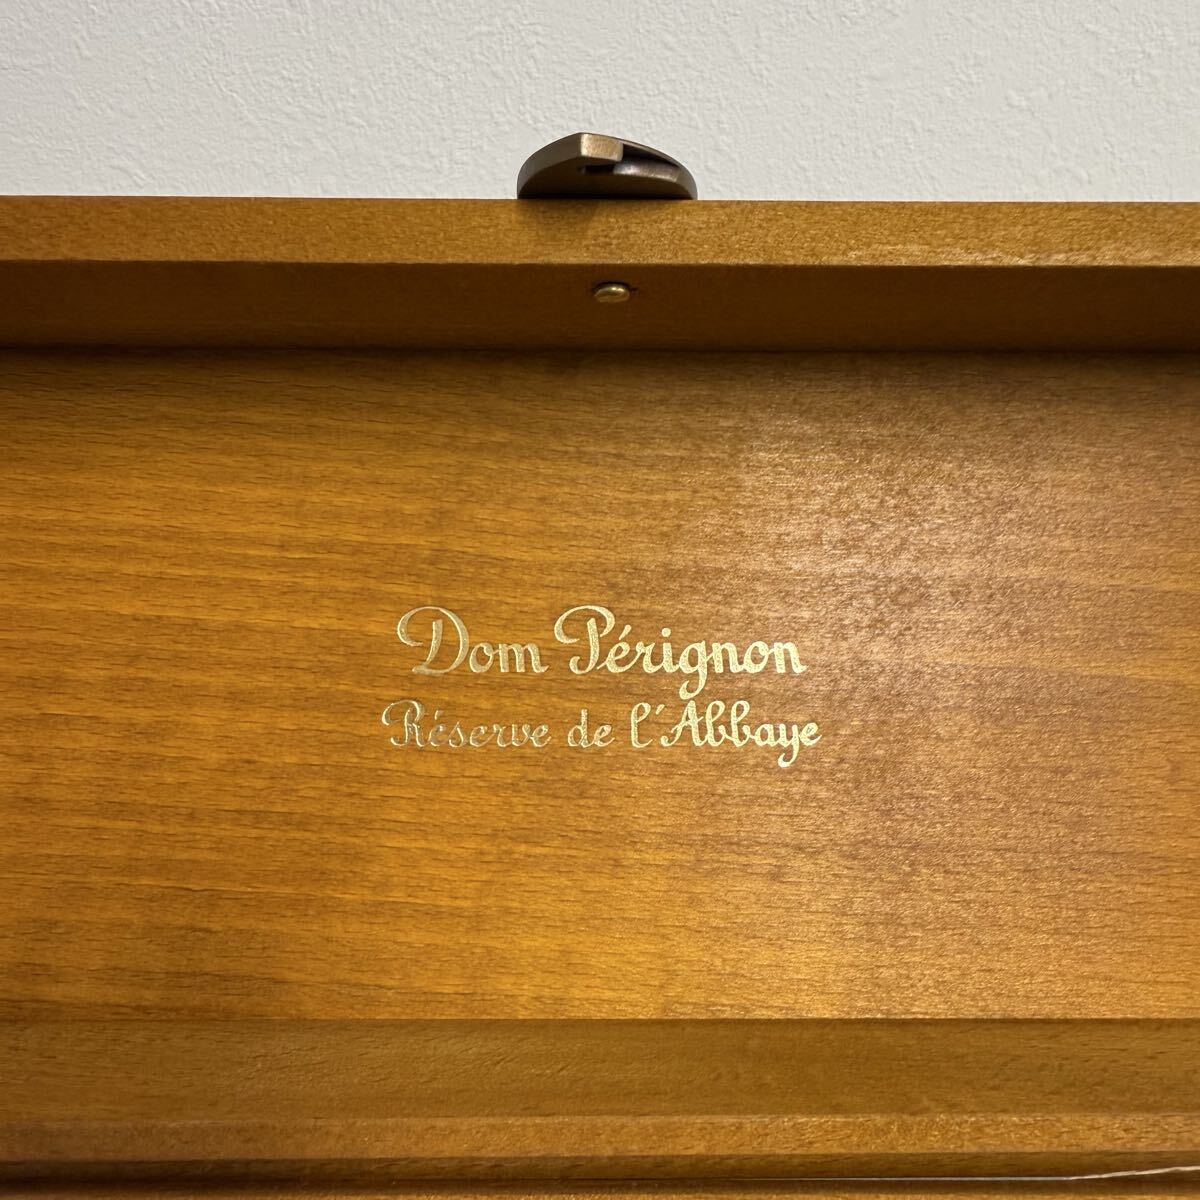 Dom Pérignon
Réserve de l'Abbaye